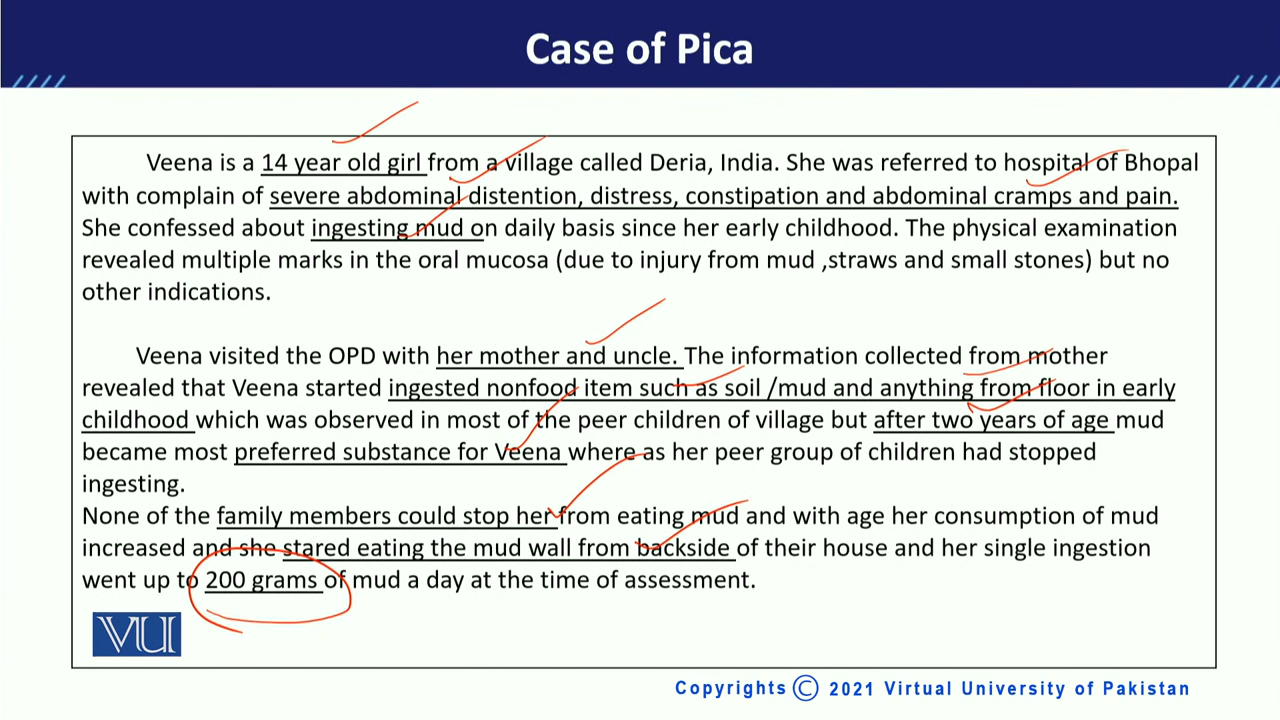 Case of Pica
Veena is a 14 year old girl from a village called Deria, India. She was referred to hospital of Bhopal
with complain of severe abdominal distention, distress, constipation and abdominal cramps and pain.
She confessed about ingesting mud on daily basis since her early childhood. The physical examination
revealed multiple marks in the oral mucosa (due to injury from mud ,straws and small stones) but no
other indications.
Veena visited the OPD with her mother and uncle. The information collected from mother
revealed that Veena started ingested nonfood item such as soil /mud and anything from floor in early
childhood which was observed in most of the peer children of village but after two years of age mud
became most preferred substance for Veena where as her peer group of children had stopped
ingesting.
None of the family members could stop her from eating mud and with age her consumption of mud
increased and she stared eating the mud wall from backside of their house and her single ingestion
went up to 200 grams of mud a day at the time of assessment.
VU
Copyrights © 2021 Virtual University of Pakistan